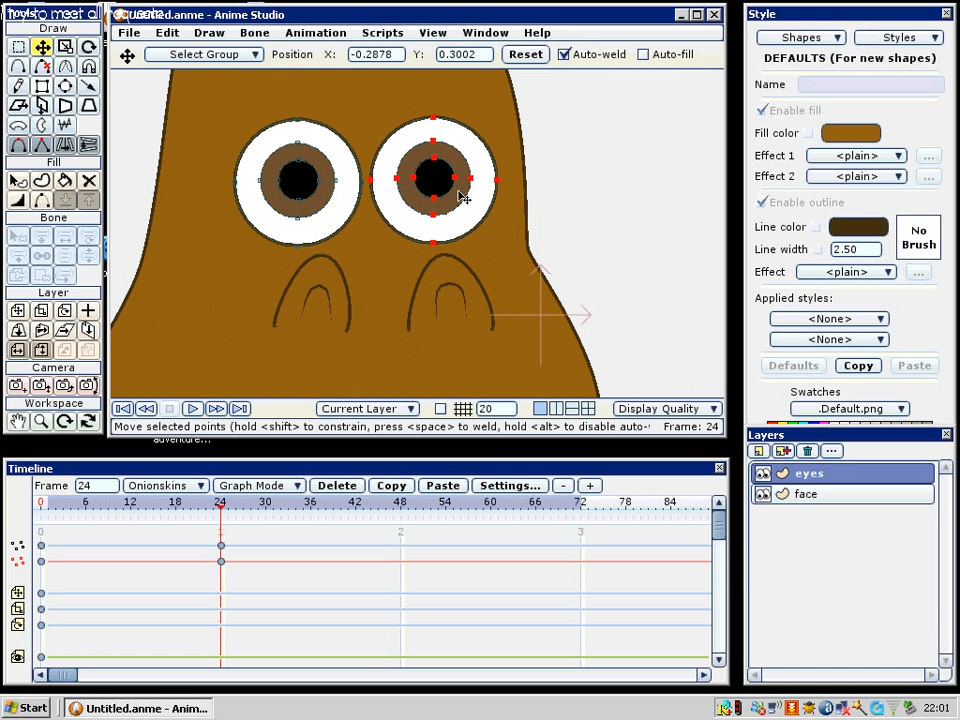 Tools
Draw
Fill
Bone
Layer
Camera
Workspace
Untitled.anme - Anime Studio
File Edit Draw Bone Animation Scripts View Window Help
Select Group Position X: -0.2878 Y: 0.3002 Reset Auto-weld Auto-fill
Current Layer 20 Display Quality
Move selected points (hold <shift> to constrain, press <space> to weld, hold <alt> to disable auto- Frame: 24
adventure...
Style
Shapes Styles
DEFAULTS (For new shapes)
Name
Enable fill
Fill color
Effect 1 <plain> ...
Effect 2 <plain> ...
Enable outline
Line color
No
Brush
Line width 2.50
Effect <plain> ...
Applied styles:
<None>
<None>
Defaults Copy Paste
Swatches
.Default.png
Layers
eyes
face
Timeline
Frame 24 Onionskins Graph Mode Delete Copy Paste Settings... - +
0 6 12 18 24 30 36 42 48 54 60 66 72 78 84
0 1 2 3
Start Untitled.anme - Anim... 22:01